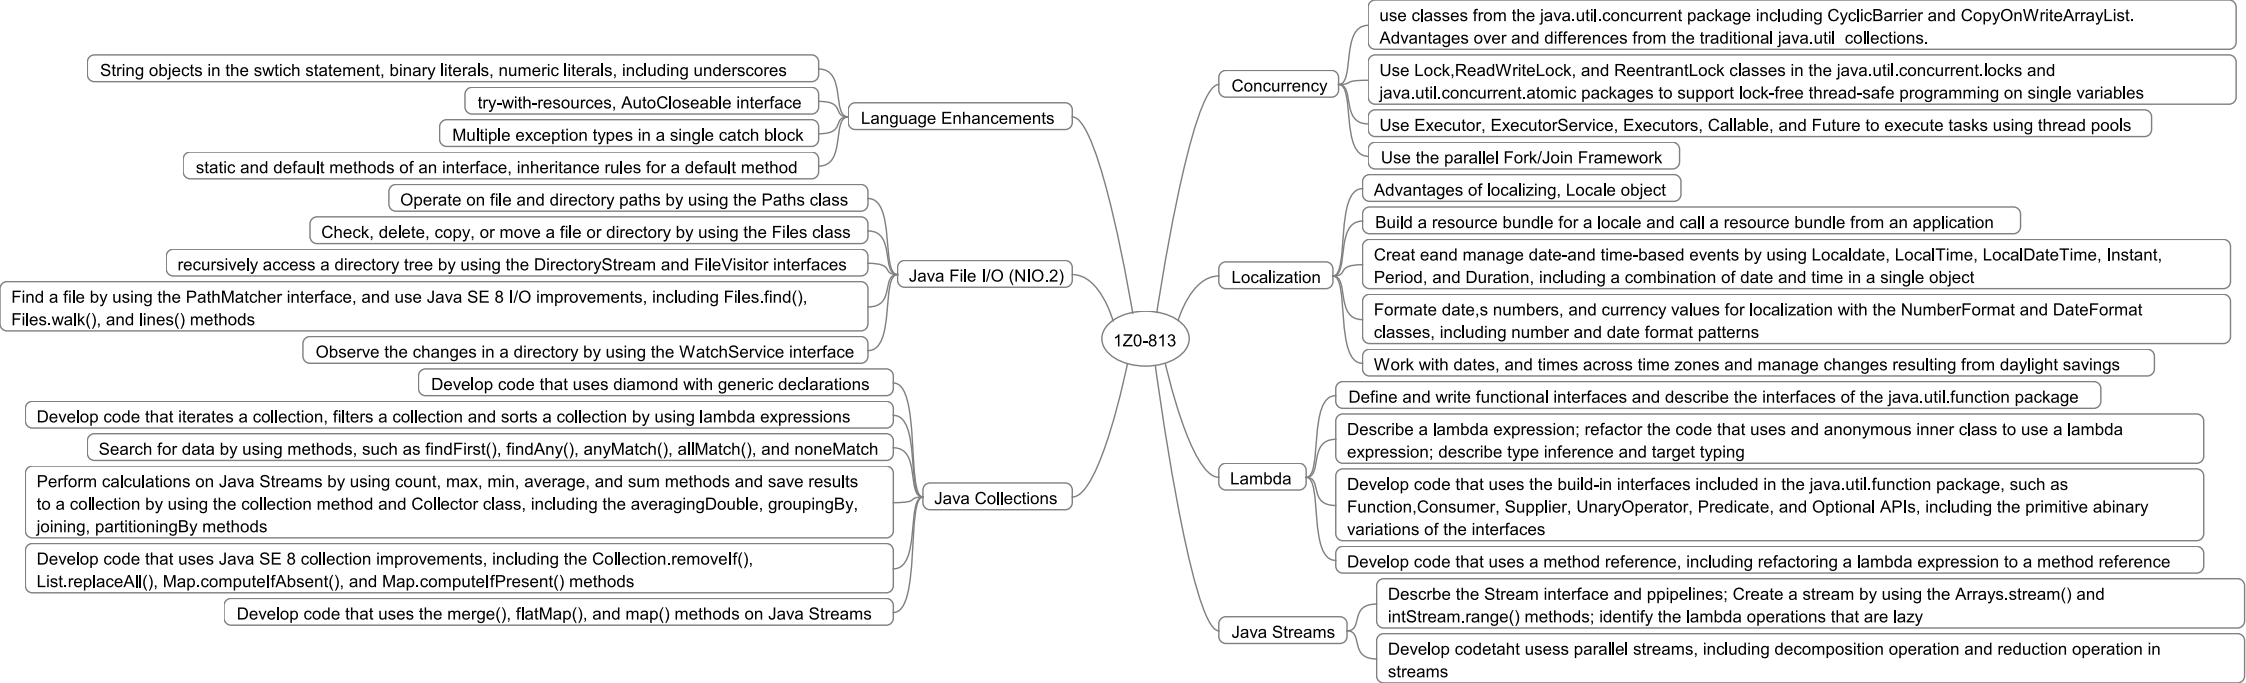 String objects in the swtich statement, binary literals, numeric literals, including underscores
try-with-resources, AutoCloseable interface
Multiple exception types in a single catch block
static and default methods of an interface, inheritance rules for a default method
Language Enhancements
Operate on file and directory paths by using the Paths class
Check, delete, copy, or move a file or directory by using the Files class
recursively access a directory tree by using the DirectoryStream and FileVisitor interfaces
Find a file by using the PathMatcher interface, and use Java SE 8 I/O improvements, including Files.find(),
Files.walk(), and lines() methods
Observe the changes in a directory by using the WatchService interface
Java File I/O (NIO.2)
Develop code that uses diamond with generic declarations
Develop code that iterates a collection, filters a collection and sorts a collection by using lambda expressions
Search for data by using methods, such as findFirst(), findAny(), anyMatch(), allMatch(), and noneMatch
Perform calculations on Java Streams by using count, max, min, average, and sum methods and save results
to a collection by using the collection method and Collector class, including the averagingDouble, groupingBy,
joining, partitioningBy methods
Develop code that uses Java SE 8 collection improvements, including the Collection.removeIf(),
List.replaceAll(), Map.computeIfAbsent(), and Map.computeIfPresent() methods
Develop code that uses the merge(), flatMap(), and map() methods on Java Streams
Java Collections
1Z0-813
Concurrency
use classes from the java.util.concurrent package including CyclicBarrier and CopyOnWriteArrayList.
Advantages over and differences from the traditional java.util  collections.
Use Lock,ReadWriteLock, and ReentrantLock classes in the java.util.concurrent.locks and
java.util.concurrent.atomic packages to support lock-free thread-safe programming on single variables
Use Executor, ExecutorService, Executors, Callable, and Future to execute tasks using thread pools
Use the parallel Fork/Join Framework
Localization
Advantages of localizing, Locale object
Build a resource bundle for a locale and call a resource bundle from an application
Creat eand manage date-and time-based events by using Localdate, LocalTime, LocalDateTime, Instant,
Period, and Duration, including a combination of date and time in a single object
Formate date,s numbers, and currency values for localization with the NumberFormat and DateFormat
classes, including number and date format patterns
Work with dates, and times across time zones and manage changes resulting from daylight savings
Lambda
Define and write functional interfaces and describe the interfaces of the java.util.function package
Describe a lambda expression; refactor the code that uses and anonymous inner class to use a lambda
expression; describe type inference and target typing
Develop code that uses the build-in interfaces included in the java.util.function package, such as
Function,Consumer, Supplier, UnaryOperator, Predicate, and Optional APIs, including the primitive abinary
variations of the interfaces
Develop code that uses a method reference, including refactoring a lambda expression to a method reference
Java Streams
Descrbe the Stream interface and ppipelines; Create a stream by using the Arrays.stream() and
intStream.range() methods; identify the lambda operations that are lazy
Develop codetaht usess parallel streams, including decomposition operation and reduction operation in
streams